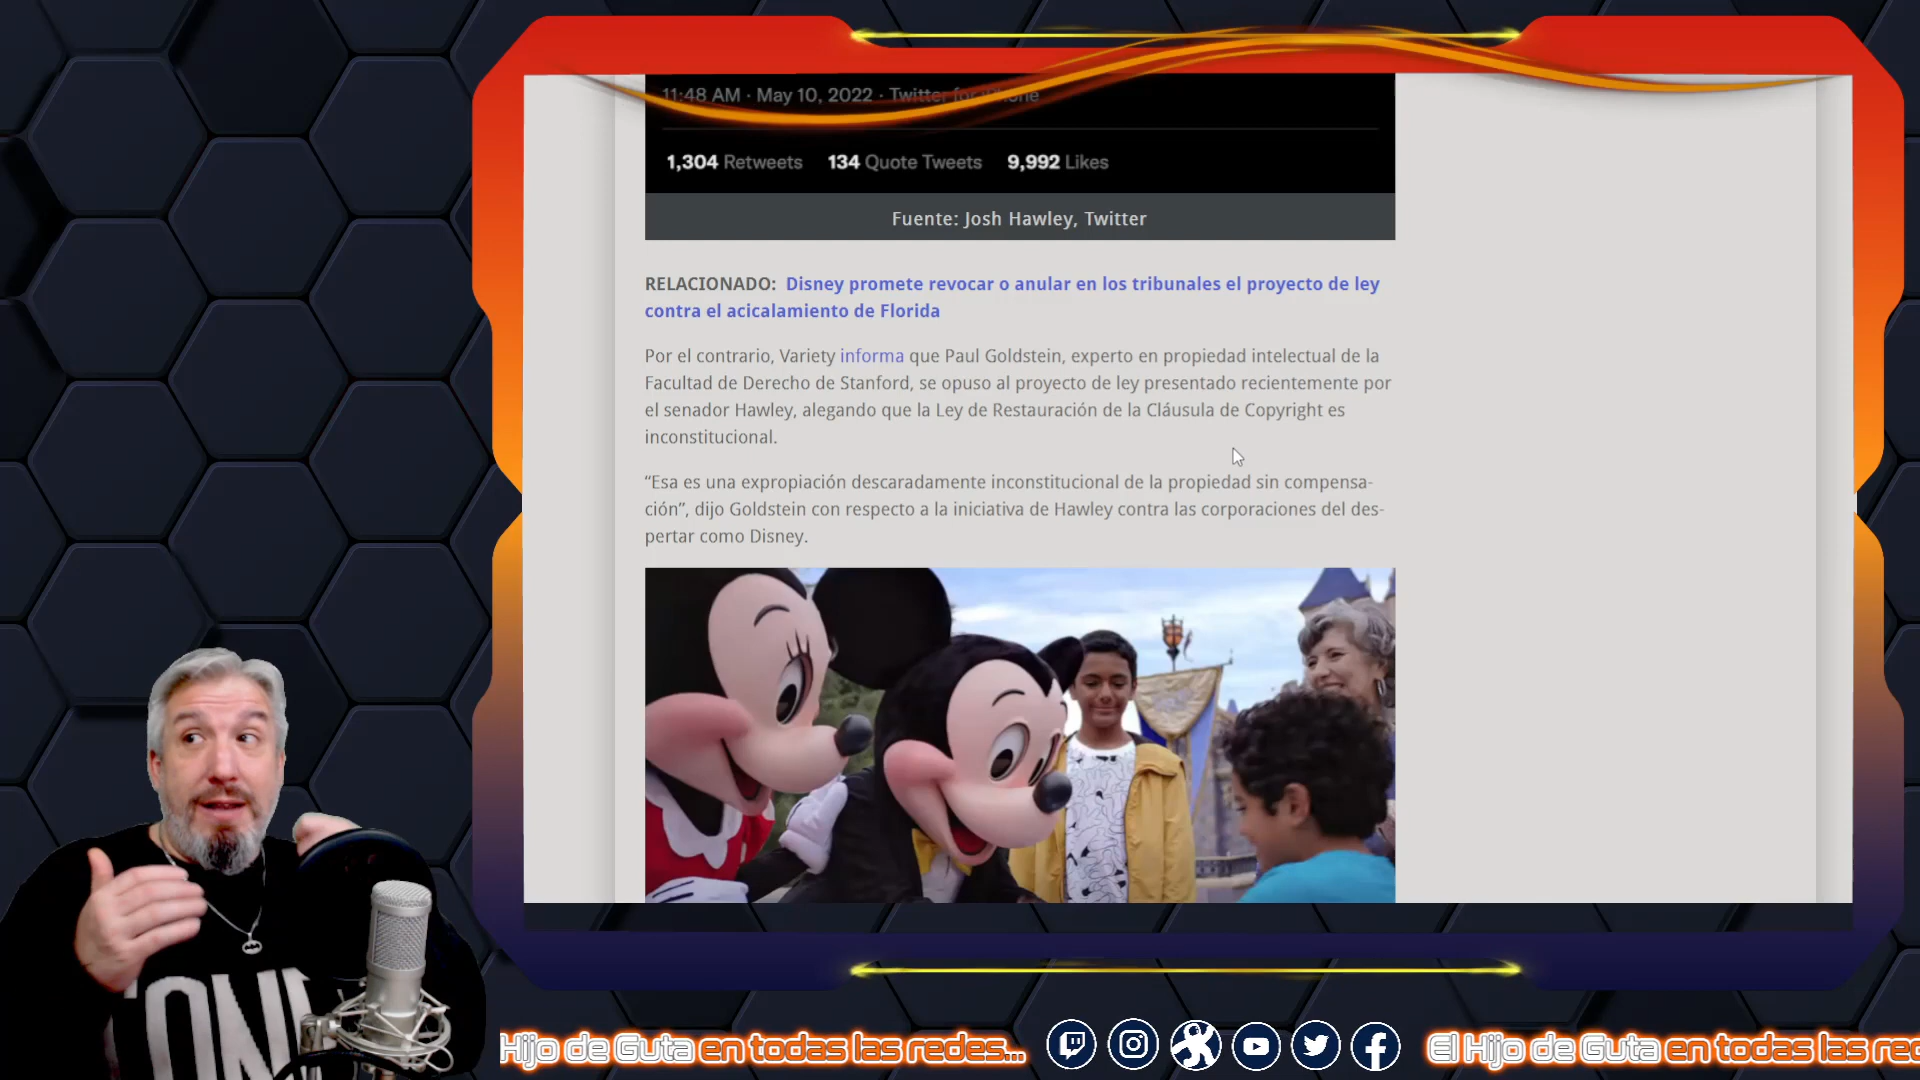 11:48 AM · May 10, 2022 · Twitter for iPhone
1,304 Retweets 134 Quote Tweets 9,992 Likes
Fuente: Josh Hawley, Twitter
RELACIONADO: Disney promete revocar o anular en los tribunales el proyecto de ley
contra el acicalamiento de Florida
Por el contrario, Variety informa que Paul Goldstein, experto en propiedad intelectual de la
Facultad de Derecho de Stanford, se opuso al proyecto de ley presentado recientemente por
el senador Hawley, alegando que la Ley de Restauración de la Cláusula de Copyright es
inconstitucional.
“Esa es una expropiación descaradamente inconstitucional de la propiedad sin compensa-
ción”, dijo Goldstein con respecto a la iniciativa de Hawley contra las corporaciones del des-
pertar como Disney.
Hijo de Guta en todas las redes... El Hijo de Guta en todas las red